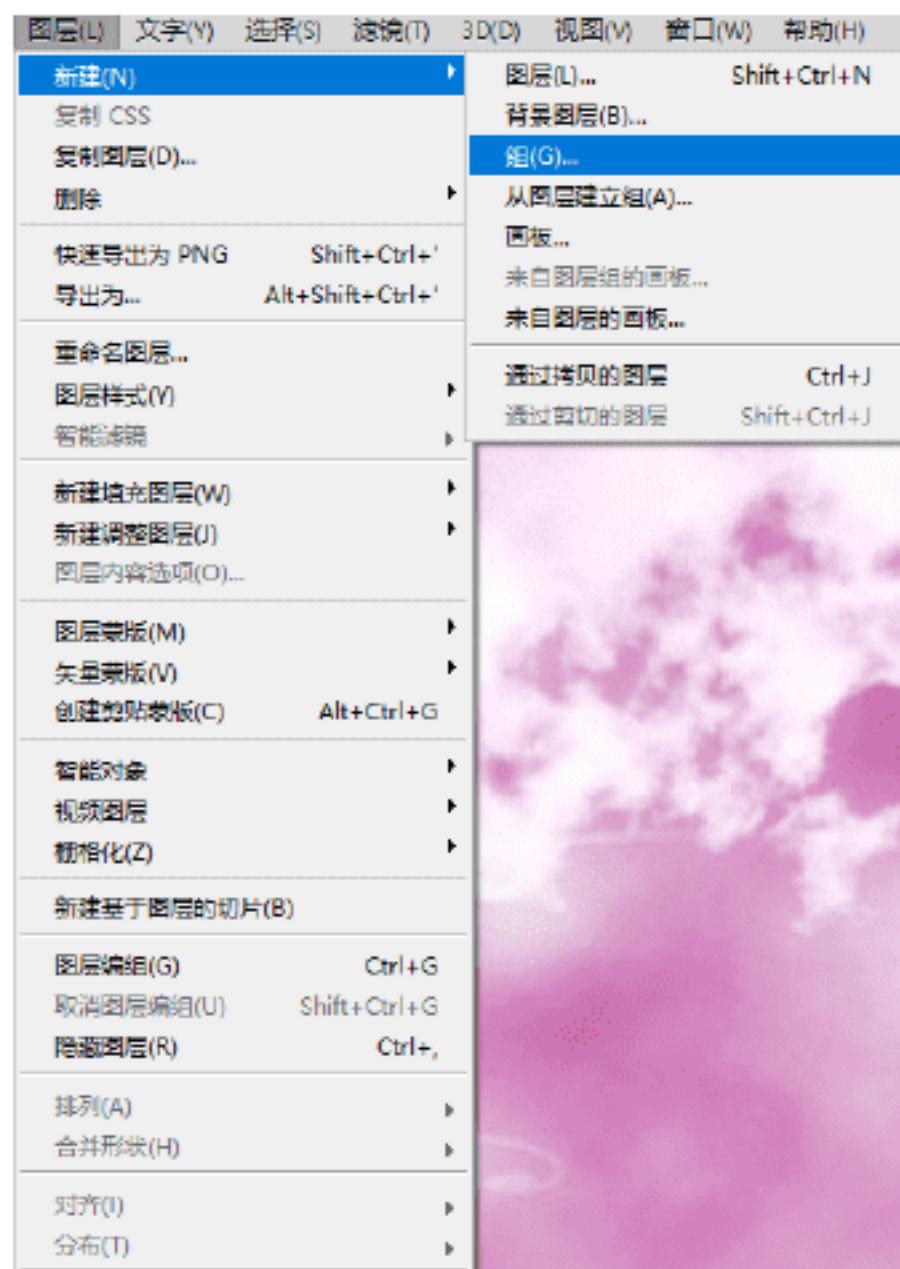 图层(L) 文字(Y) 选择(S) 滤镜(T) 3D(D) 视图(V) 窗口(W) 帮助(H)
新建(N)
复制 CSS
复制图层(D)...
删除
快速导出为 PNG Shift+Ctrl+'
导出为... Alt+Shift+Ctrl+'
重命名图层...
图层样式(Y)
智能滤镜
新建填充图层(W)
新建调整图层(J)
图层内容选项(O)...
图层蒙版(M)
矢量蒙版(V)
创建剪贴蒙版(C) Alt+Ctrl+G
智能对象
视频图层
栅格化(Z)
新建基于图层的切片(B)
图层编组(G) Ctrl+G
取消图层编组(U) Shift+Ctrl+G
隐藏图层(R) Ctrl+,
排列(A)
合并形状(H)
对齐(I)
分布(T)
图层(L)... Shift+Ctrl+N
背景图层(B)...
组(G)...
从图层建立组(A)...
画板...
来自图层组的画板...
来自图层的画板...
通过拷贝的图层 Ctrl+J
通过剪切的图层 Shift+Ctrl+J